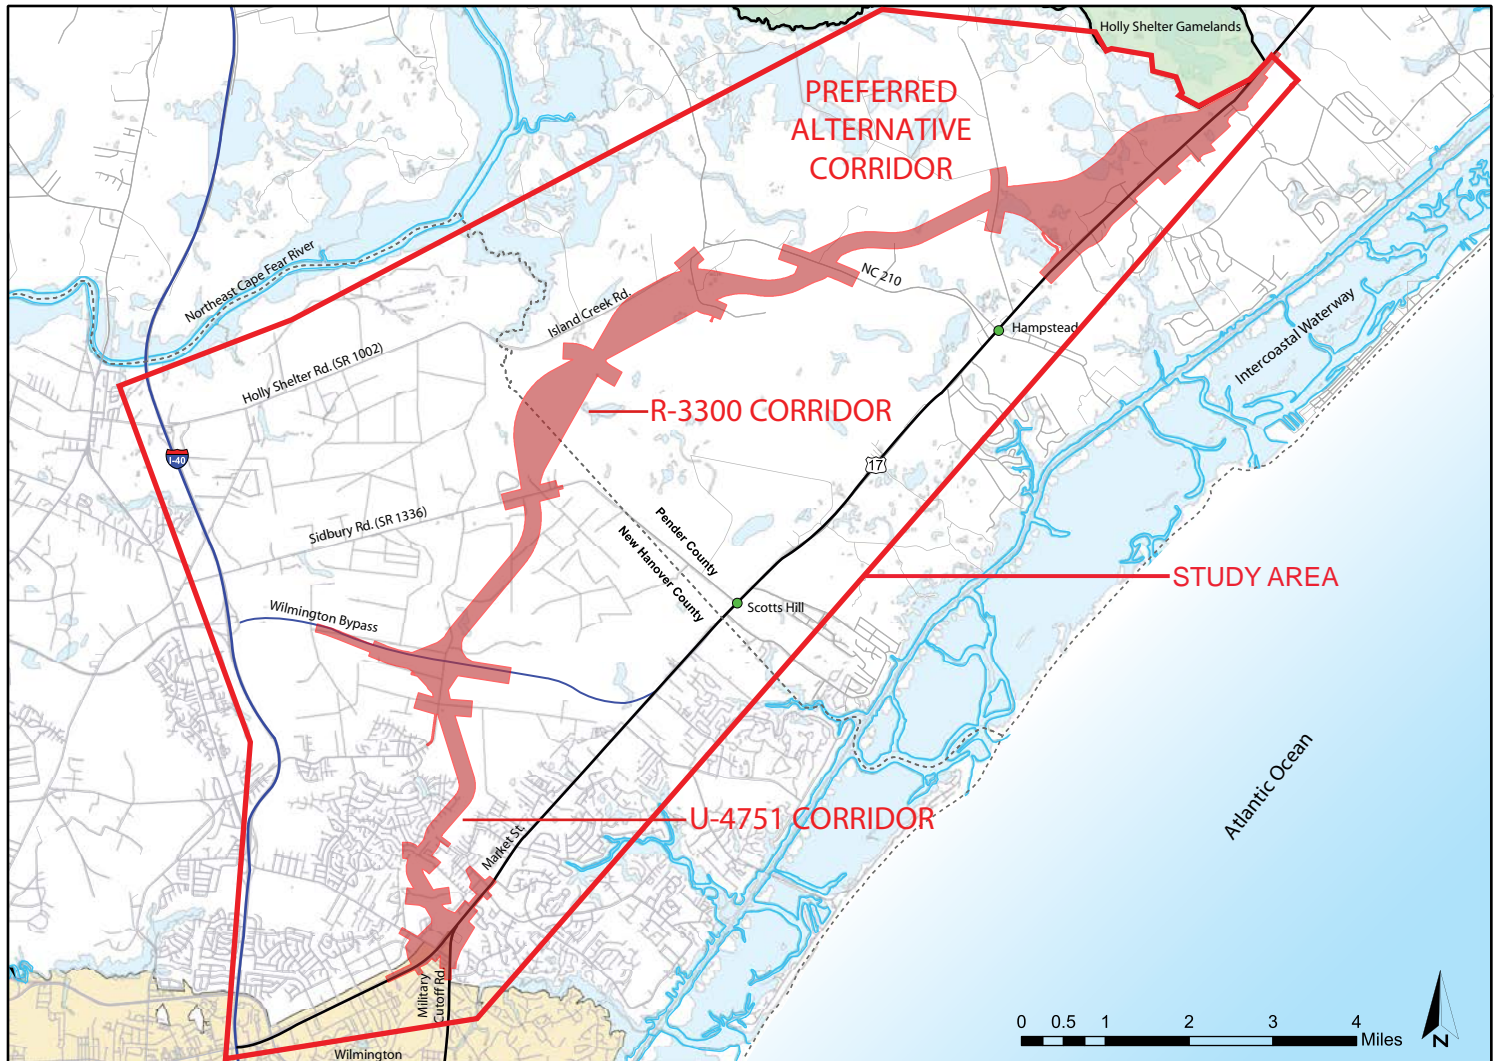 Holly Shelter Gamelands
PREFERRED
ALTERNATIVE
CORRIDOR
Northeast Cape Fear River
NC 210
Island Creek Rd.
Intercoastal Waterway
Hampstead
Holly Shelter Rd. (SR 1002)
R-3300 CORRIDOR
I-40
17
Sidbury Rd. (SR 1336)
Pender County
New Hanover County
STUDY AREA
Wilmington Bypass
Scotts Hill
Atlantic Ocean
U-4751 CORRIDOR
Market St.
Military
Cutoff Rd
Wilmington
0 0.5 1 2 3 4
Miles
N